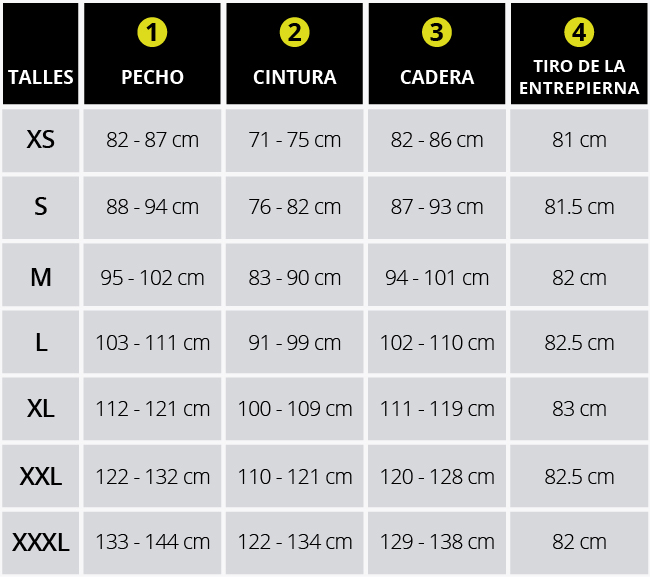 1 2 3 4
TALLES PECHO CINTURA CADERA TIRO DE LA
ENTREPIERNA
XS 82 - 87 cm 71 - 75 cm 82 - 86 cm 81 cm
S 88 - 94 cm 76 - 82 cm 87 - 93 cm 81.5 cm
M 95 - 102 cm 83 - 90 cm 94 - 101 cm 82 cm
L 103 - 111 cm 91 - 99 cm 102 - 110 cm 82.5 cm
XL 112 - 121 cm 100 - 109 cm 111 - 119 cm 83 cm
XXL 122 - 132 cm 110 - 121 cm 120 - 128 cm 82.5 cm
XXXL 133 - 144 cm 122 - 134 cm 129 - 138 cm 82 cm